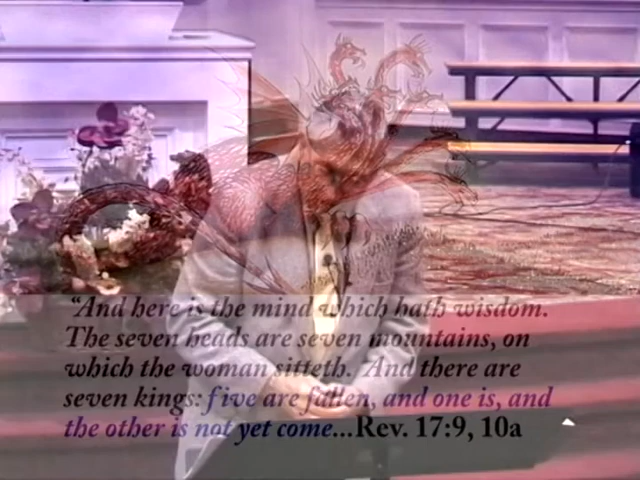 “And here is the mind which hath wisdom.
The seven heads are seven mountains, on
which the woman sitteth. And there are
seven kings: five are fallen, and one is, and
the other is not yet come...Rev. 17:9, 10a